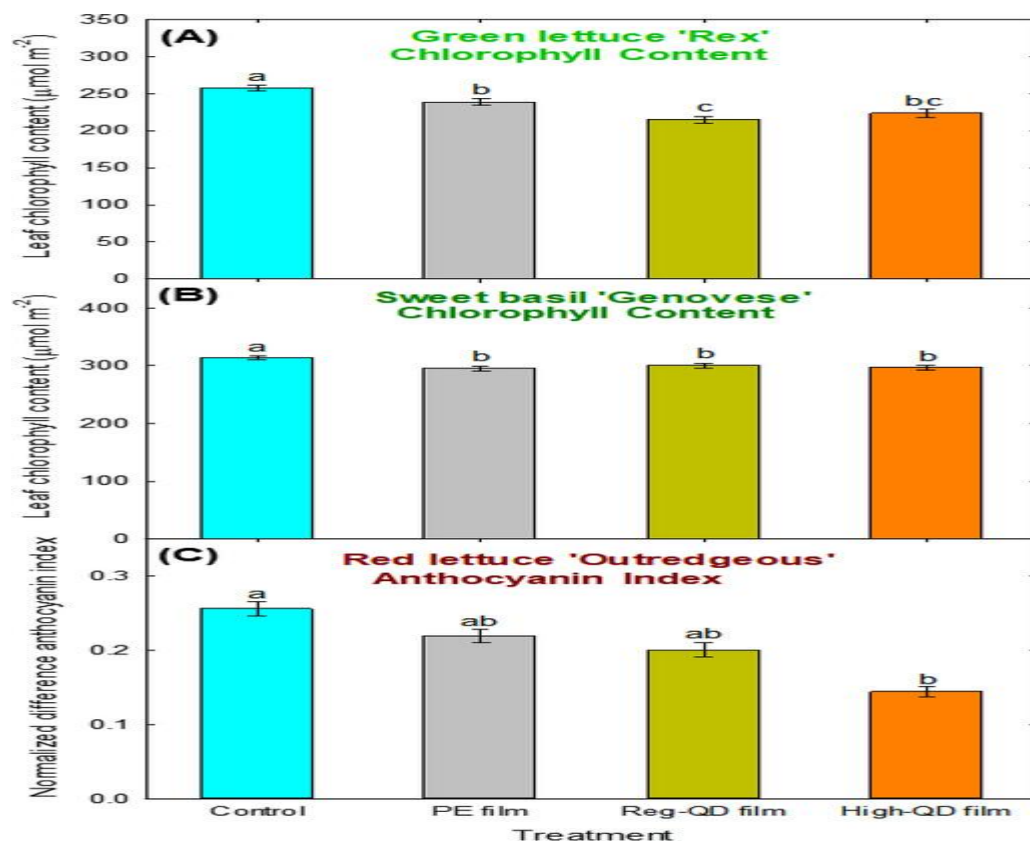 350
(A)
Green lettuce 'Rex'
Chlorophyll Content
300
250
200
150
100
50
0
a
b
c
bc
Leaf chlorophyll content (μmol m⁻²)
(B)
Sweet basil 'Genovese'
Chlorophyll Content
400
300
200
100
0
a
b
b
b
Leaf chlorophyll content (μmol m⁻²)
(C)
Red lettuce 'Outredgeous'
Anthocyanin Index
0.3
0.2
0.1
0.0
a
ab
ab
b
Normalized difference anthocyanin index
Control PE film Reg-QD film High-QD film
Treatment